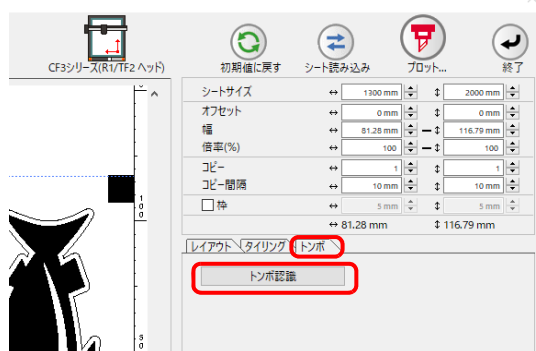 CF3シリーズ(R1/TF2 ヘッド)
初期値に戻す
シート読み込み
プロット...
終了
シートサイズ ↔ 1300 mm ↕ 2000 mm
オフセット ↔ 0 mm ↕ 0 mm
幅 ↔ 81.28 mm ↕ 116.79 mm
倍率(%) ↔ 100 ↕ 100
コピー ↔ 1 ↕ 1
コピー間隔 ↔ 10 mm ↕ 10 mm
枠 ↔ 5 mm ↕ 5 mm
↔ 81.28 mm ↕ 116.79 mm
レイアウト タイリング トンボ
トンボ認識